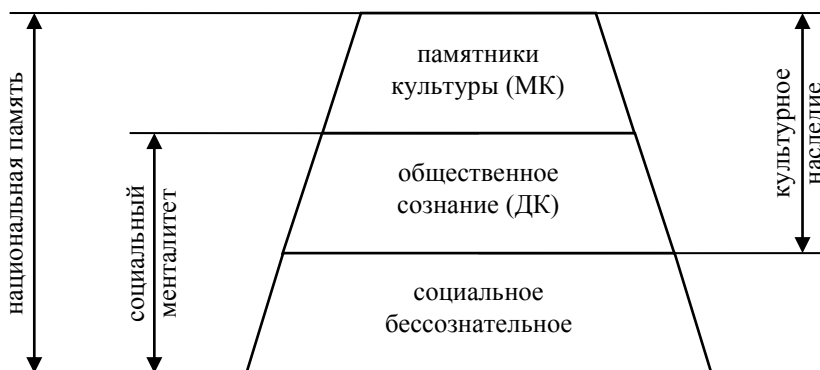 национальная память
социальный
менталитет
памятники
культуры (МК)
общественное
сознание (ДК)
социальное
бессознательное
культурное
наследие